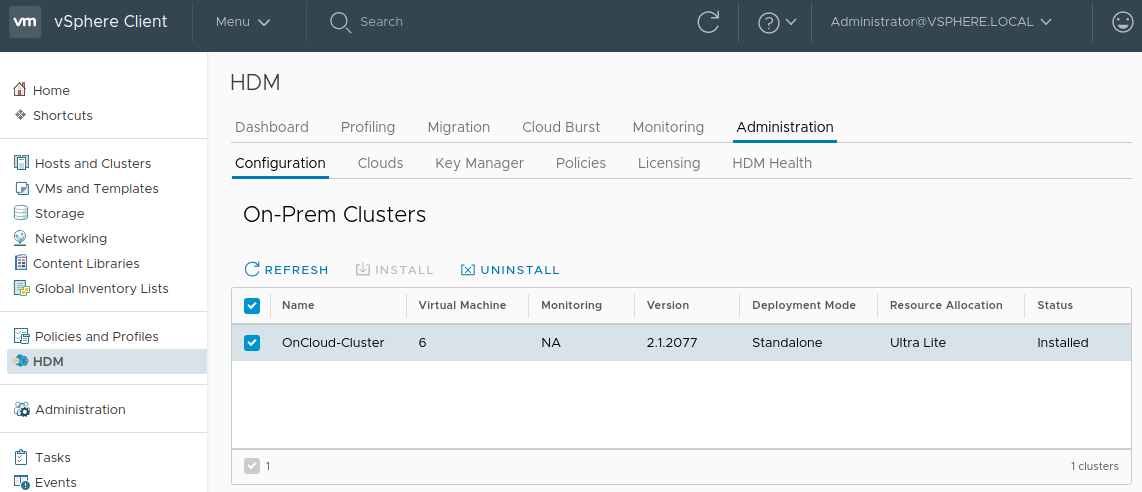 vm vSphere Client Menu Search Administrator@VSPHERE.LOCAL
Home
Shortcuts
Hosts and Clusters
VMs and Templates
Storage
Networking
Content Libraries
Global Inventory Lists
Policies and Profiles
HDM
Administration
Tasks
Events
HDM
Dashboard Profiling Migration Cloud Burst Monitoring Administration
Configuration Clouds Key Manager Policies Licensing HDM Health
On-Prem Clusters
REFRESH INSTALL UNINSTALL
Name Virtual Machine Monitoring Version Deployment Mode Resource Allocation Status
OnCloud-Cluster 6 NA 2.1.2077 Standalone Ultra Lite Installed
1 1 clusters